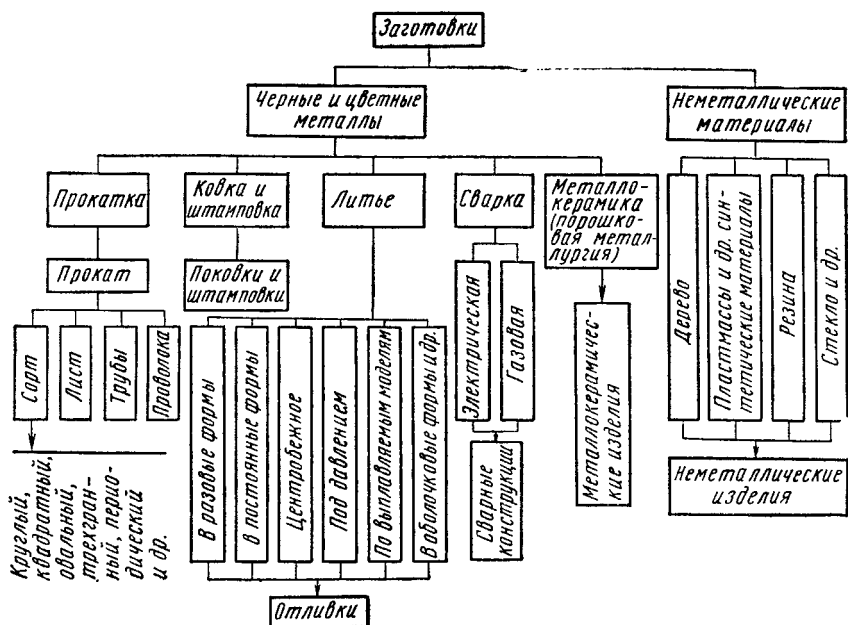 Заготовки
Черные и цветные
металлы
Неметаллические
материалы
Прокатка
Ковка и
штамповка
Литье
Сварка
Металло-
керамика
(порошко-
вая метал-
лургия)
Прокат
Поковки и
штамповки
Сорт
Лист
Трубы
Проволока
Круглый,
квадратный,
овальный,
трехгран-
ный, перио-
дический
и др.
В разовые формы
В постоянные формы
Центробежное
Под давлением
По выплавляемым моделям
В оболочковые формы и др.
Отливки
Электрическая
Газовая
Сварные
конструкции
Металлокерамичес-
кие изделия
Дерево
Пластмассы и др. син-
тетические материалы
Резина
Стекло и др.
Неметаллические
изделия